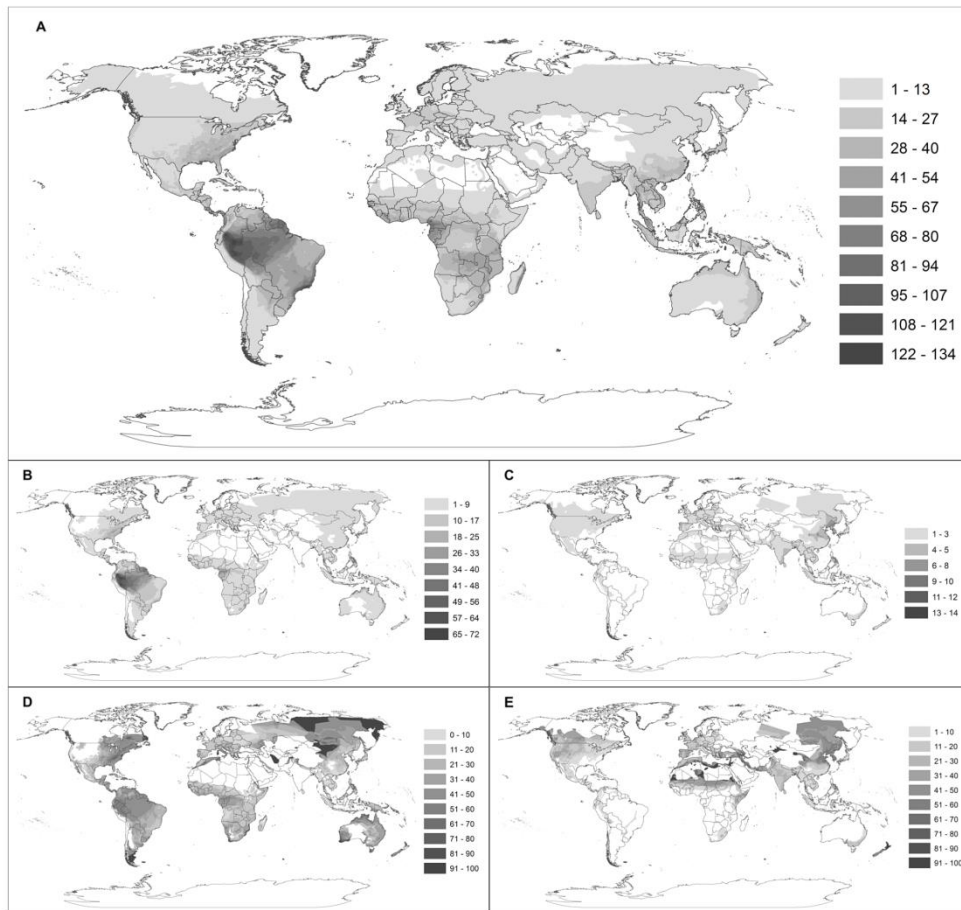 A
1 - 13
14 - 27
28 - 40
41 - 54
55 - 67
68 - 80
81 - 94
95 - 107
108 - 121
122 - 134
B
1 - 9
10 - 17
18 - 25
26 - 33
34 - 40
41 - 48
49 - 56
57 - 64
65 - 72
C
1 - 3
4 - 5
6 - 8
9 - 10
11 - 12
13 - 14
D
0 - 10
11 - 20
21 - 30
31 - 40
41 - 50
51 - 60
61 - 70
71 - 80
81 - 90
91 - 100
E
1 - 10
11 - 20
21 - 30
31 - 40
41 - 50
51 - 60
61 - 70
71 - 80
81 - 90
91 - 100